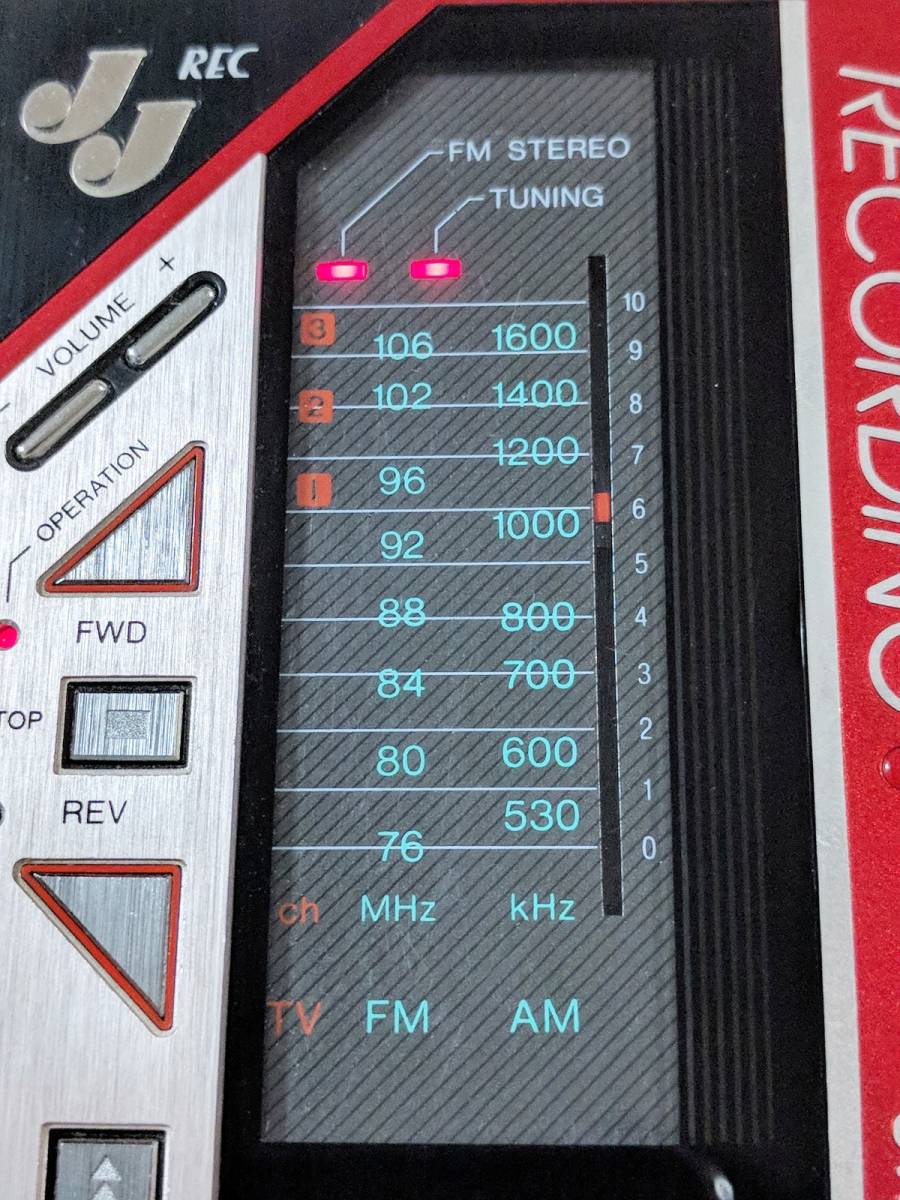 JJ REC
FM STEREO
TUNING
+
VOLUME
−
OPERATION
FWD
REV
3 106 1600 10
9
2 102 1400 8
1200 7
1 96 6
1000
92 5
88 800 4
84 700 3
2
80 600
1
530
76 0
ch MHz kHz
TV FM AM
RECORDING